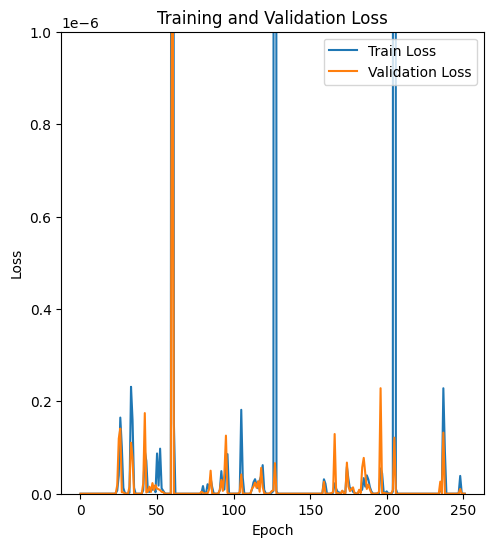 Training and Validation Loss
1e−6
1.0
0.8
0.6
0.4
0.2
0.0
Loss
Train Loss
Validation Loss
0
50
100
150
200
250
Epoch